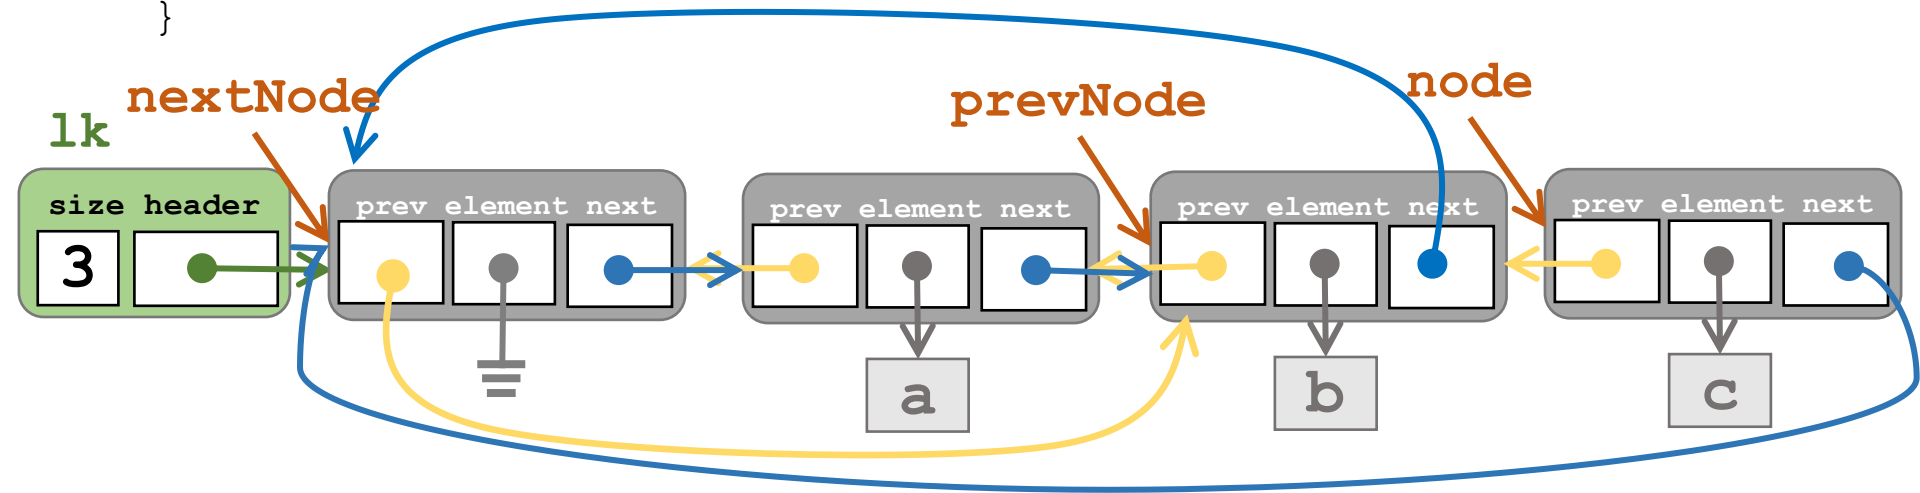 }
nextNode
prevNode
node
lk
size header
prev element next
prev element next
prev element next
prev element next
3
a
b
c